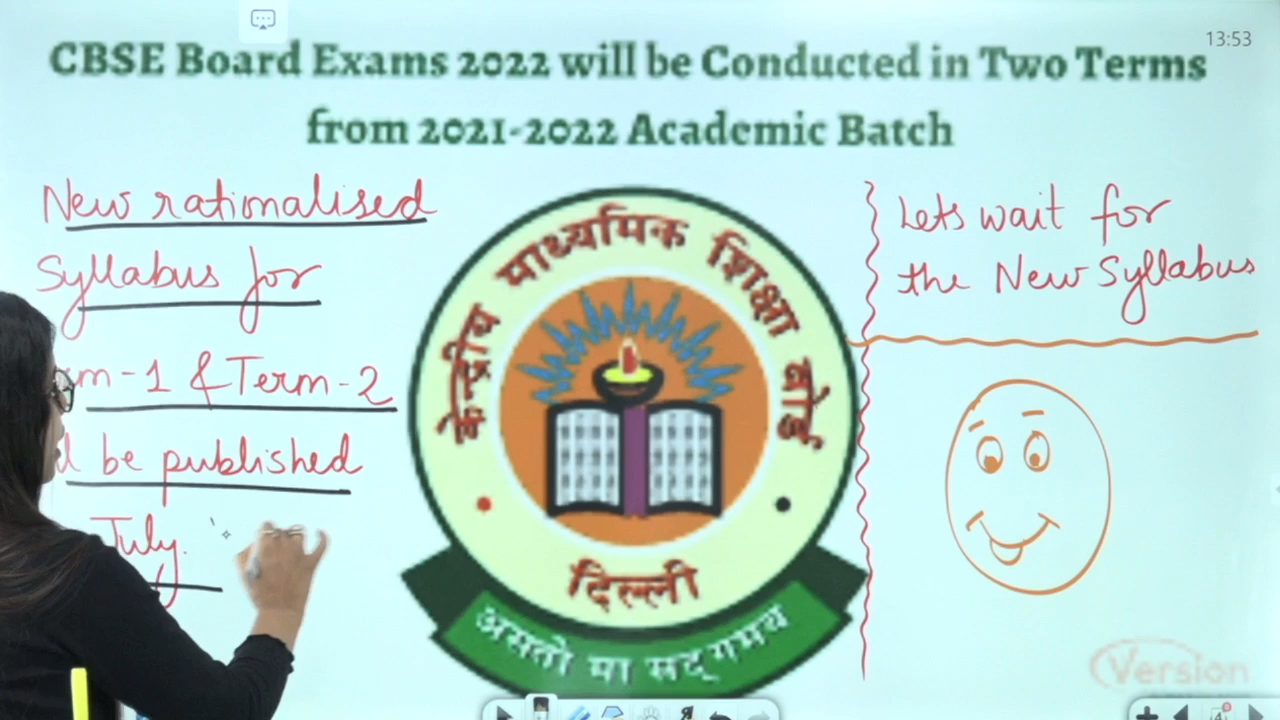 13:53
CBSE Board Exams 2022 will be Conducted in Two Terms
from 2021-2022 Academic Batch
New rationalised
Syllabus for
m-1 & Term-2
be published
July.
केन्द्रीय माध्यमिक शिक्षा बोर्ड
दिल्ली
असतो मा सद्गमय
Lets wait for
the New Syllabus
Version